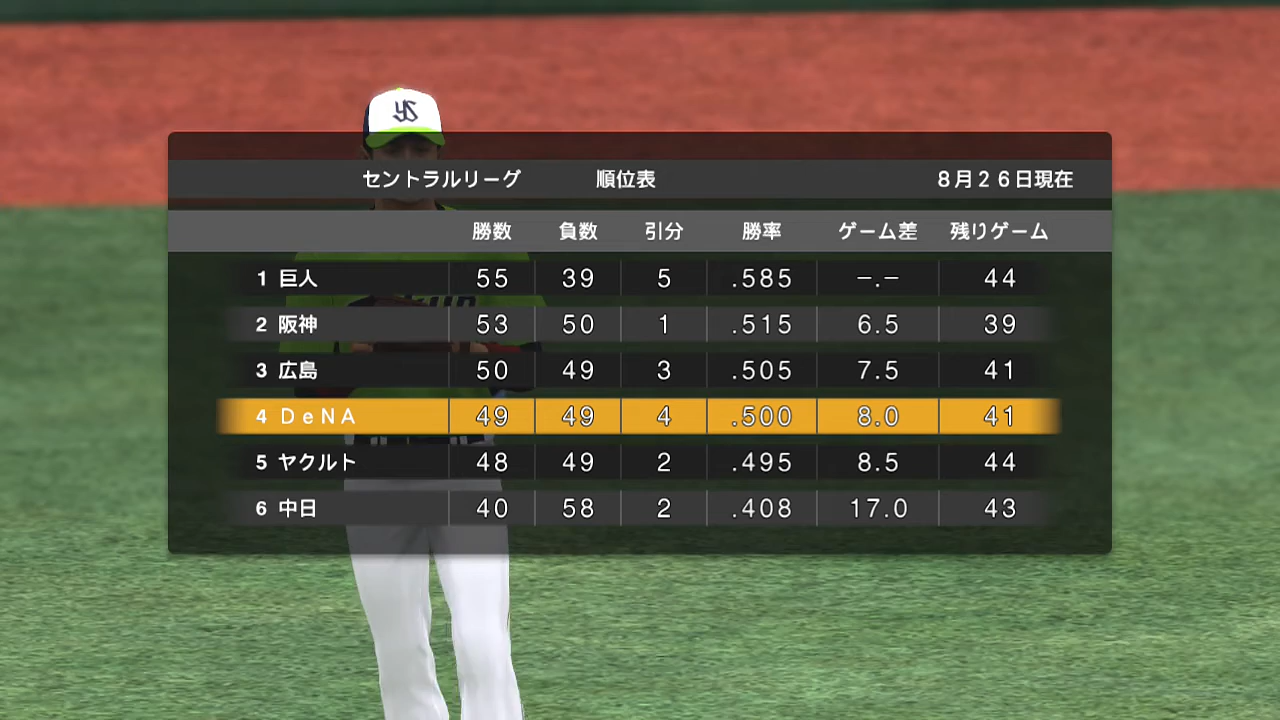 YS
セントラルリーグ 順位表 8月26日現在
勝数 負数 引分 勝率 ゲーム差 残りゲーム
1 巨人 55 39 5 .585 -.- 44
2 阪神 53 50 1 .515 6.5 39
3 広島 50 49 3 .505 7.5 41
4 DeNA 49 49 4 .500 8.0 41
5 ヤクルト 48 49 2 .495 8.5 44
6 中日 40 58 2 .408 17.0 43